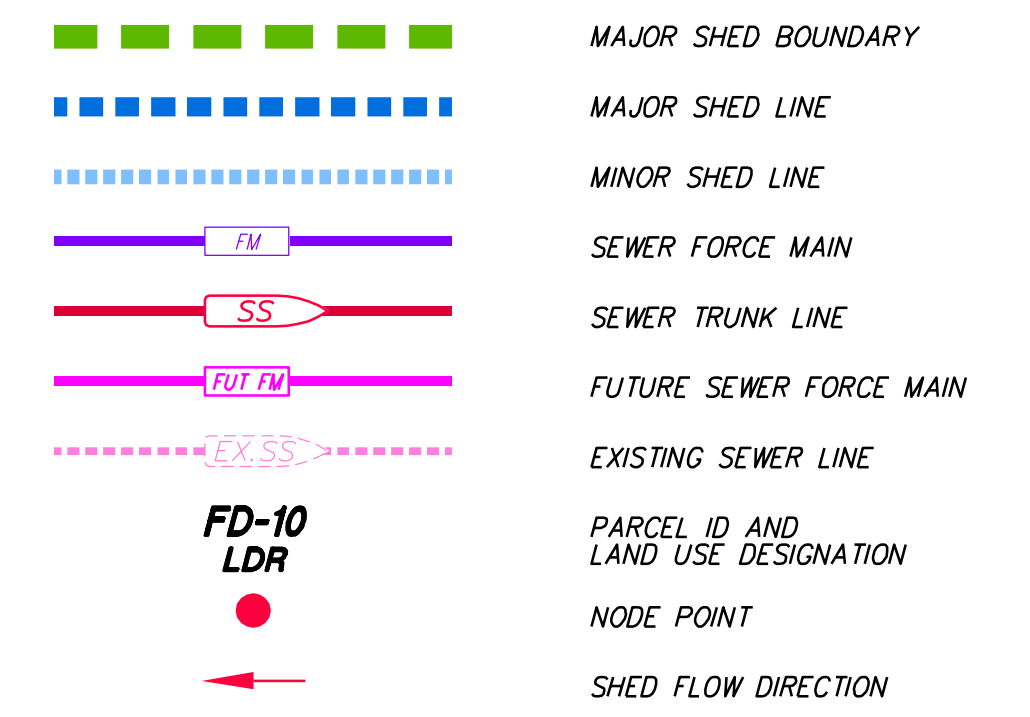 MAJOR SHED BOUNDARY
MAJOR SHED LINE
MINOR SHED LINE
FM SEWER FORCE MAIN
SS SEWER TRUNK LINE
FUT FM FUTURE SEWER FORCE MAIN
EX.SS EXISTING SEWER LINE
FD-10 PARCEL ID AND
LDR LAND USE DESIGNATION
NODE POINT
SHED FLOW DIRECTION